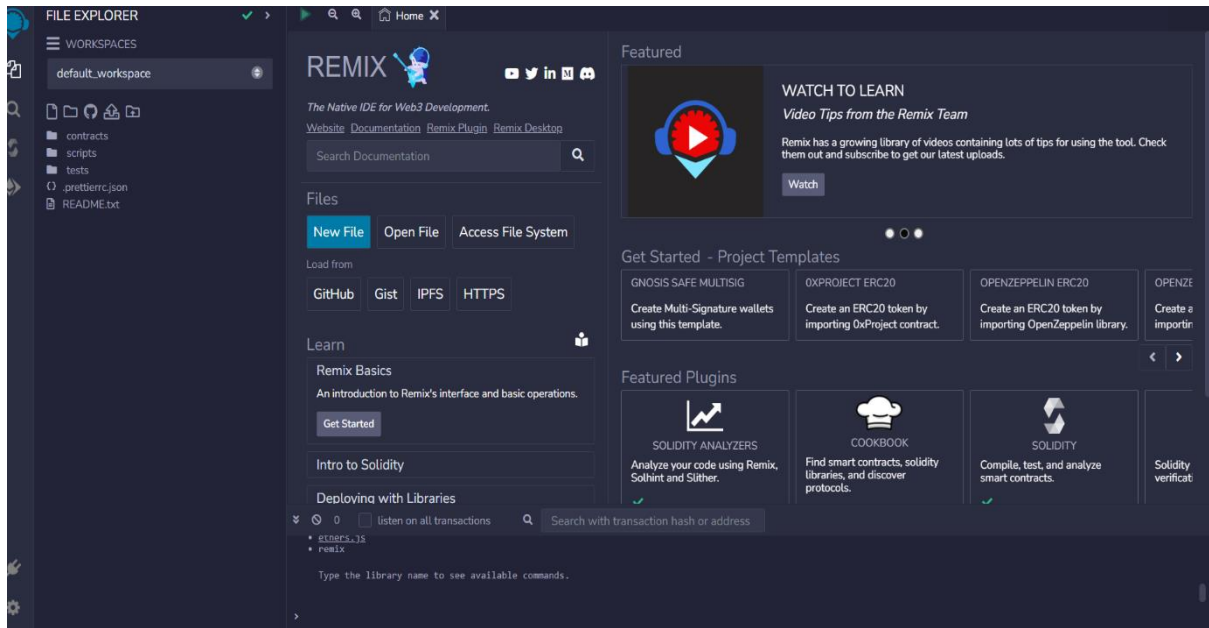 FILE EXPLORER
WORKSPACES
default_workspace
contracts
scripts
tests
.prettierrc.json
README.txt
Home
REMIX
The Native IDE for Web3 Development.
Website Documentation Remix Plugin Remix Desktop
Search Documentation
Files
New File Open File Access File System
Load from
GitHub Gist IPFS HTTPS
Learn
Remix Basics
An introduction to Remix's interface and basic operations.
Get Started
Intro to Solidity
Deploying with Libraries
Featured
WATCH TO LEARN
Video Tips from the Remix Team
Remix has a growing library of videos containing lots of tips for using the tool. Check
them out and subscribe to get our latest uploads.
Watch
Get Started - Project Templates
GNOSIS SAFE MULTISIG
Create Multi-Signature wallets
using this template.
0XPROJECT ERC20
Create an ERC20 token by
importing 0xProject contract.
OPENZEPPELIN ERC20
Create an ERC20 token by
importing OpenZeppelin library.
OPENZE
Create a
importin
Featured Plugins
SOLIDITY ANALYZERS
Analyze your code using Remix,
Solhint and Slither.
COOKBOOK
Find smart contracts, solidity
libraries, and discover
protocols.
SOLIDITY
Compile, test, and analyze
smart contracts.
Solidity
verificati
0 listen on all transactions Search with transaction hash or address
ethers.js
remix
Type the library name to see available commands.
>